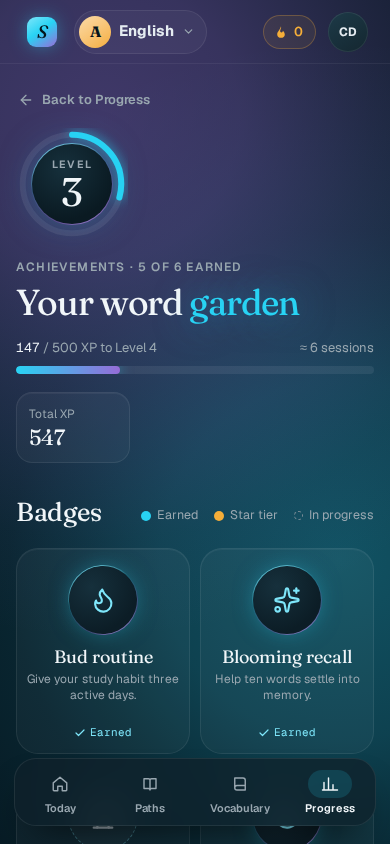 S
A
English
0
CD
Back to Progress
LEVEL
3
ACHIEVEMENTS · 5 OF 6 EARNED
Your word garden
147 / 500 XP to Level 4
≈ 6 sessions
Total XP
547
Badges
Earned
Star tier
In progress
Bud routine
Give your study habit three
active days.
Earned
Blooming recall
Help ten words settle into
memory.
Earned
Today
Paths
Vocabulary
Progress